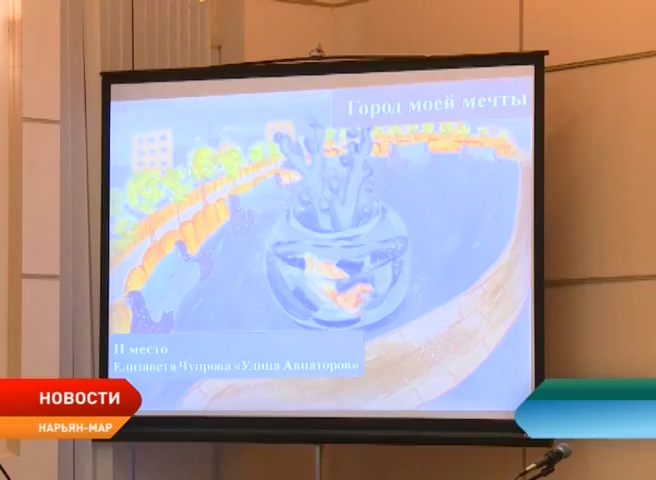 Город моей мечты
II место
Елизавета Чупрова «Улица Авиаторов»
НОВОСТИ
НАРЬЯН-МАР